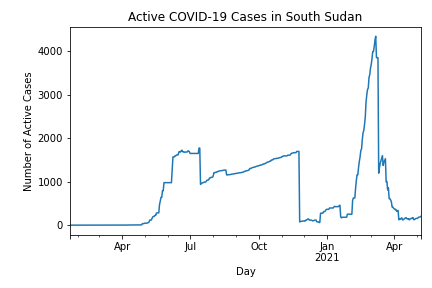 Active COVID-19 Cases in South Sudan
Number of Active Cases
4000
3000
2000
1000
0
Apr
Jul
Oct
Jan
2021
Apr
Day